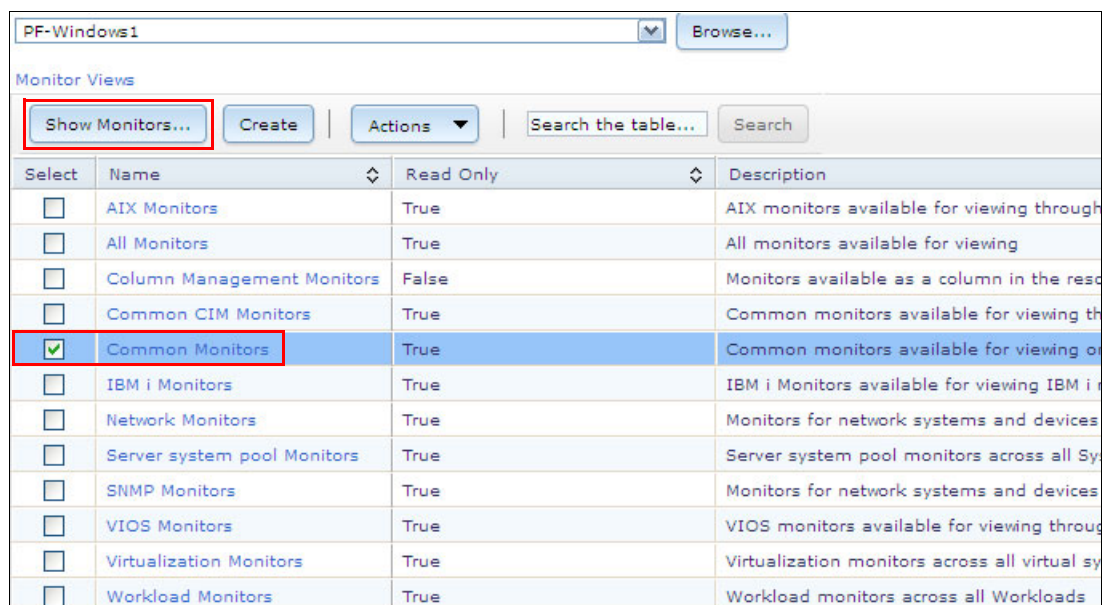 PF-Windows1 Browse...
Monitor Views
Show Monitors... Create Actions Search the table... Search
Select Name Read Only Description
AIX Monitors True AIX monitors available for viewing through
All Monitors True All monitors available for viewing
Column Management Monitors False Monitors available as a column in the
Common CIM Monitors True Common monitors available for viewing
Common Monitors True Common monitors available for viewing
IBM i Monitors True IBM i Monitors available for viewing IBM i
Network Monitors True Monitors for network systems and devices
Server system pool Monitors True Server system pool monitors across all
SNMP Monitors True Monitors for network systems and devices
VIOS Monitors True VIOS monitors available for viewing
Virtualization Monitors True Virtualization monitors across all virtual
Workload Monitors True Workload monitors across all Workloads